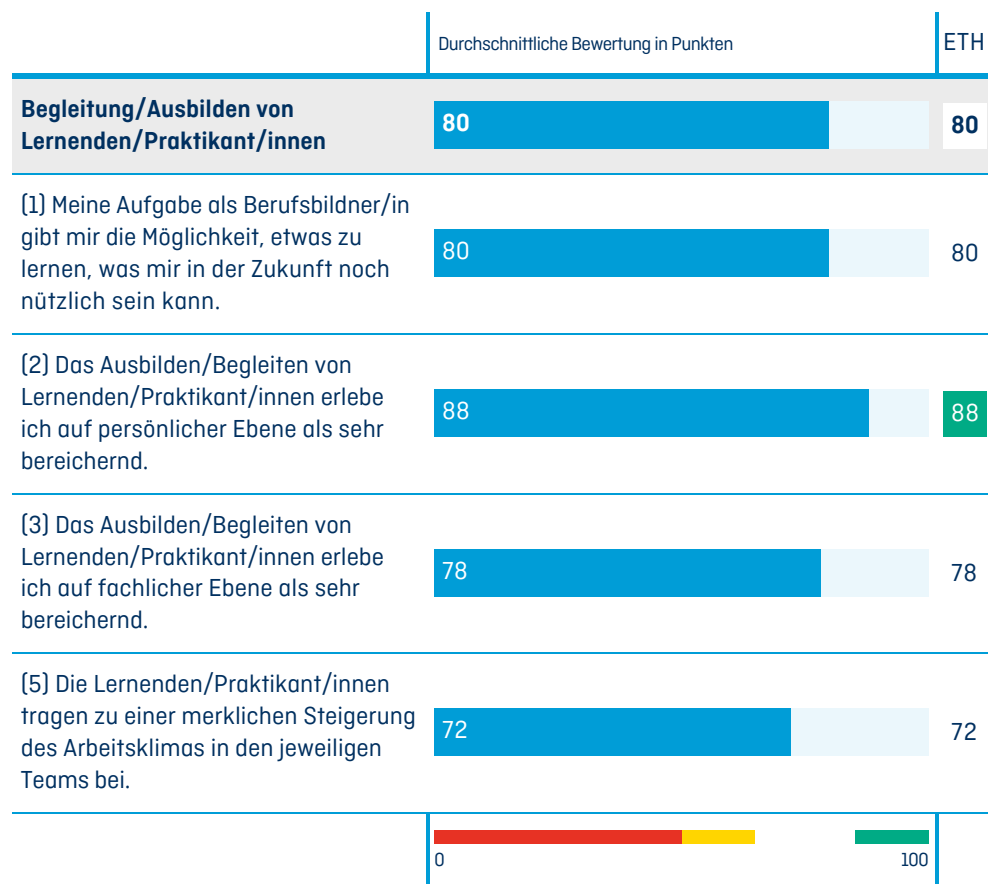 Durchschnittliche Bewertung in Punkten
ETH
Begleitung/Ausbilden von
Lernenden/Praktikant/innen
80
80
(1) Meine Aufgabe als Berufsbildner/in
gibt mir die Möglichkeit, etwas zu
lernen, was mir in der Zukunft noch
nützlich sein kann.
80
80
(2) Das Ausbilden/Begleiten von
Lernenden/Praktikant/innen erlebe
ich auf persönlicher Ebene als sehr
bereichernd.
88
88
(3) Das Ausbilden/Begleiten von
Lernenden/Praktikant/innen erlebe
ich auf fachlicher Ebene als sehr
bereichernd.
78
78
(5) Die Lernenden/Praktikant/innen
tragen zu einer merklichen Steigerung
des Arbeitsklimas in den jeweiligen
Teams bei.
72
72
0
100